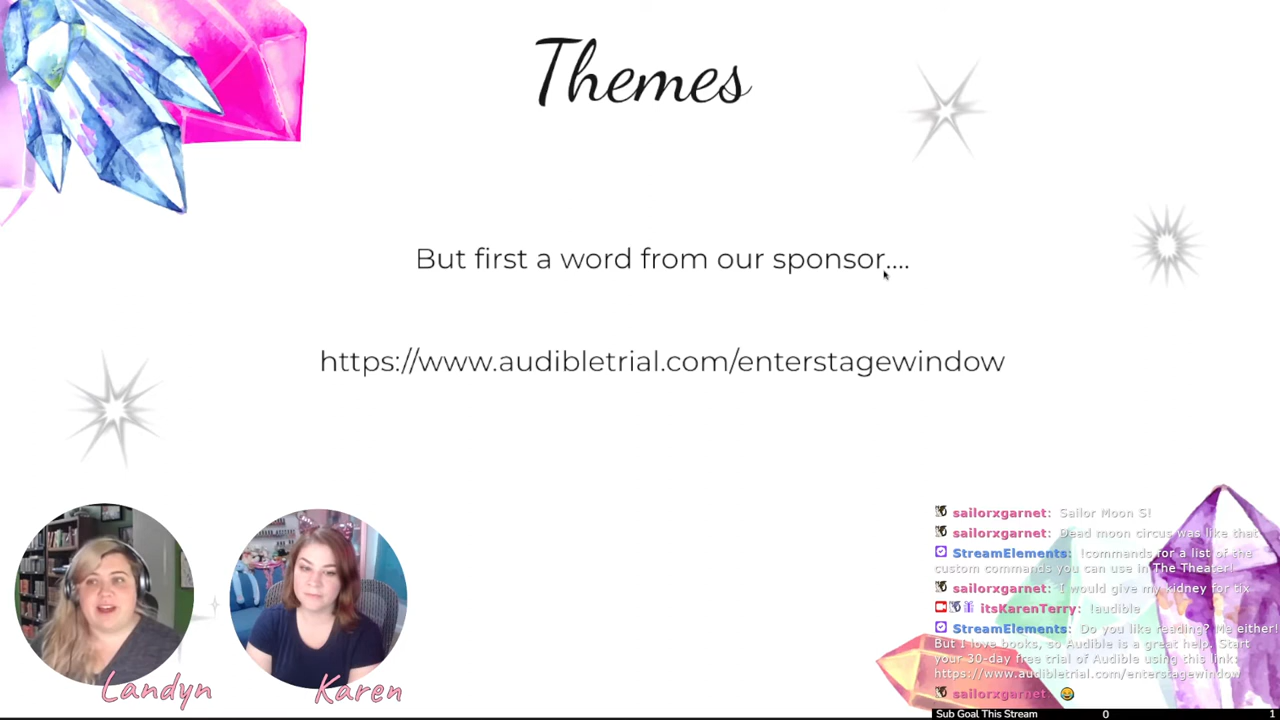 Themes
But first a word from our sponsor....
https://www.audibletrial.com/enterstagewindow
Landyn
Karen
sailorxgarnet: Sailor Moon S!
sailorxgarnet: Dead moon circus was like that
StreamElements: !commands for a list of the
custom commands you can use in The Theater!
sailorxgarnet: I would give my kidney for tix
itsKarenTerry: !audible
StreamElements: Do you like reading? Me either!
But I love books, so Audible is a great help. Start
your 30-day free trial of Audible using this link:
https://www.audibletrial.com/enterstagewindow
sailorxgarnet: 😂
Sub Goal This Stream 0 1